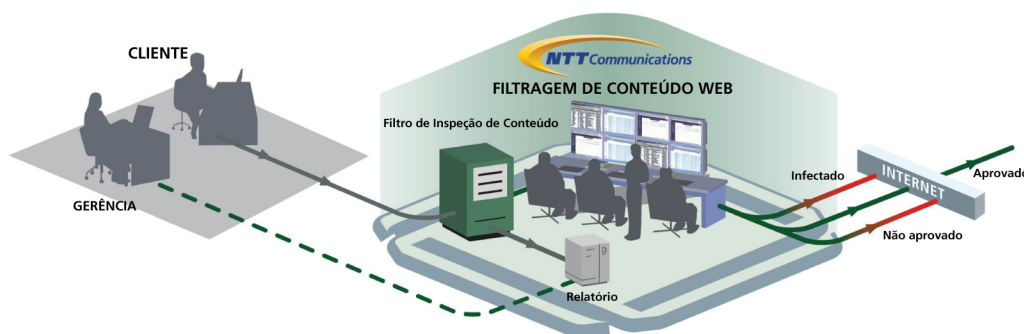 CLIENTE
GERÊNCIA
NTT Communications
FILTRAGEM DE CONTEÚDO WEB
Filtro de Inspeção de Conteúdo
Relatório
Infectado
INTERNET
Aprovado
Não aprovado